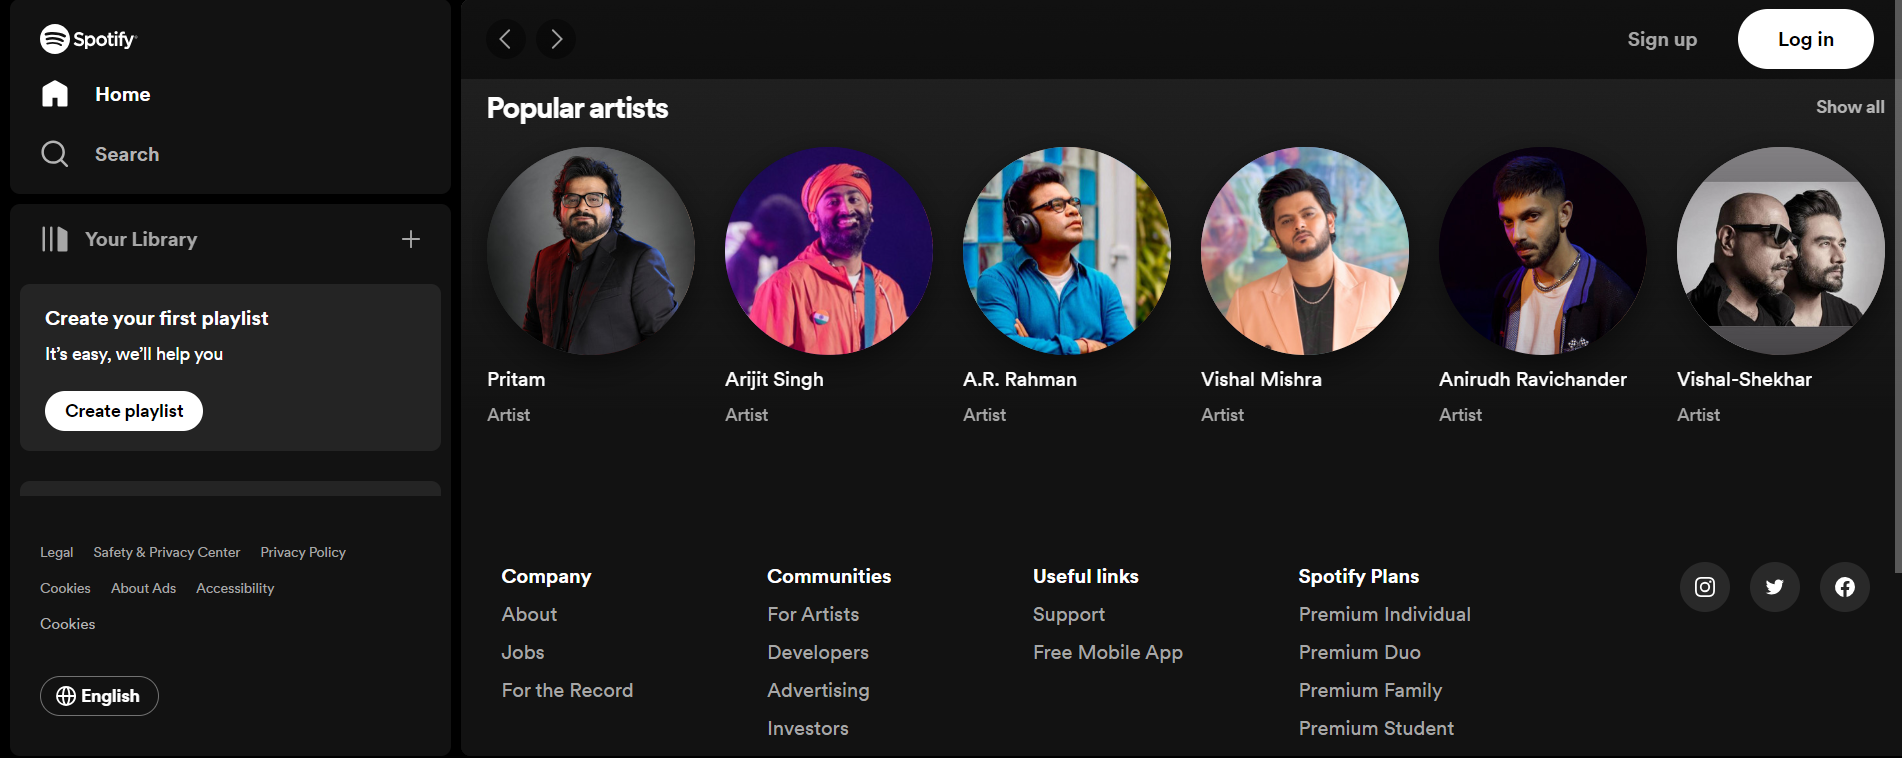 Spotify
Home
Search
Your Library
Create your first playlist
It's easy, we'll help you
Create playlist
Legal Safety & Privacy Center Privacy Policy
Cookies About Ads Accessibility
Cookies
English
Sign up Log in
Popular artists Show all
Pritam
Artist
Arijit Singh
Artist
A.R. Rahman
Artist
Vishal Mishra
Artist
Anirudh Ravichander
Artist
Vishal-Shekhar
Artist
Company
About
Jobs
For the Record
Communities
For Artists
Developers
Advertising
Investors
Useful links
Support
Free Mobile App
Spotify Plans
Premium Individual
Premium Duo
Premium Family
Premium Student